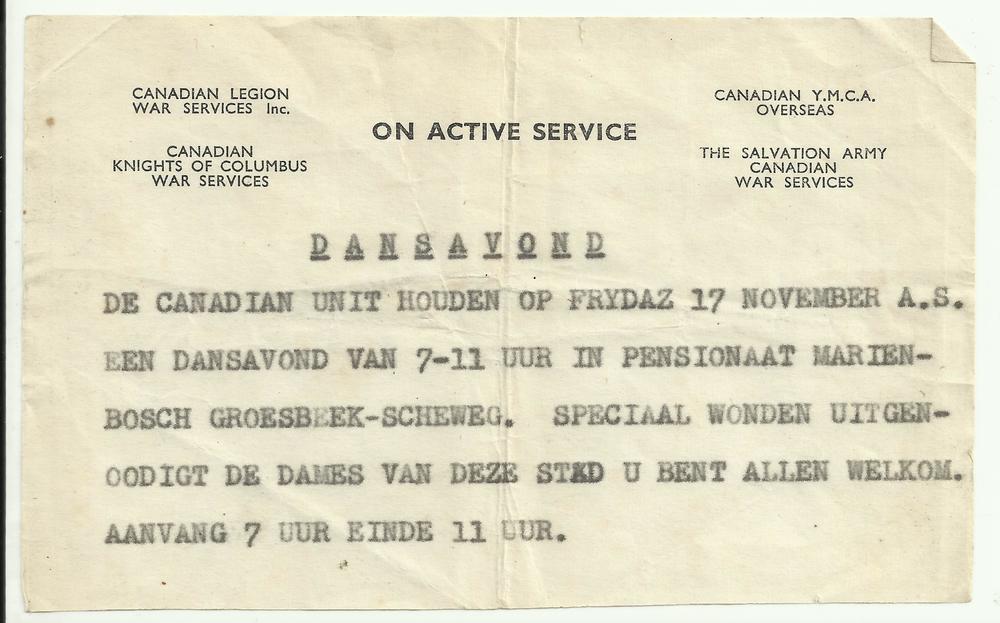 CANADIAN LEGION
WAR SERVICES Inc.
CANADIAN
KNIGHTS OF COLUMBUS
WAR SERVICES
ON ACTIVE SERVICE
CANADIAN Y.M.C.A.
OVERSEAS
THE SALVATION ARMY
CANADIAN
WAR SERVICES
DANSAVOND
DE CANADIAN UNIT HOUDEN OP FRYDAZ 17 NOVEMBER A.S.
EEN DANSAVOND VAN 7-11 UUR IN PENSIONAAT MARIEN-
BOSCH GROESBEEK-SCHEWEG. SPECIAAL WONDEN UITGEN-
OODIGT DE DAMES VAN DEZE STAD U BENT ALLEN WELKOM.
AANVANG 7 UUR EINDE 11 UUR.